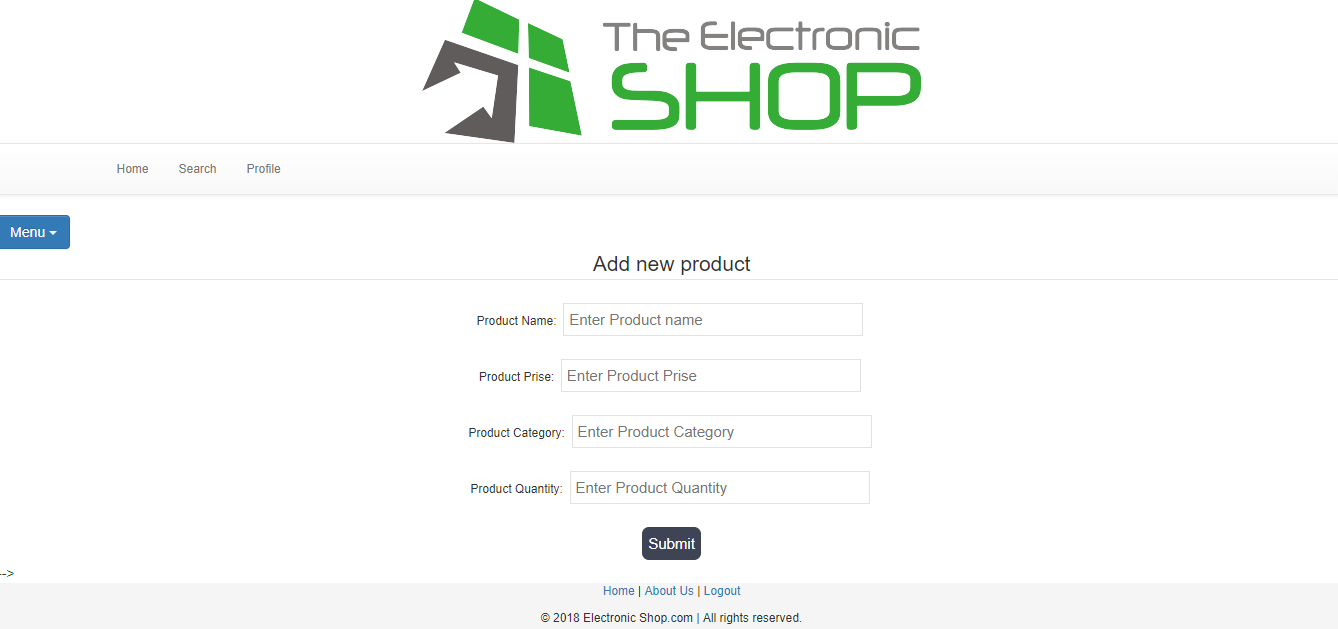 The Electronic
SHOP
Home Search Profile
Menu
Add new product
Product Name: Enter Product name
Product Prise: Enter Product Prise
Product Category: Enter Product Category
Product Quantity: Enter Product Quantity
Submit
-->
Home | About Us | Logout
© 2018 Electronic Shop.com | All rights reserved.